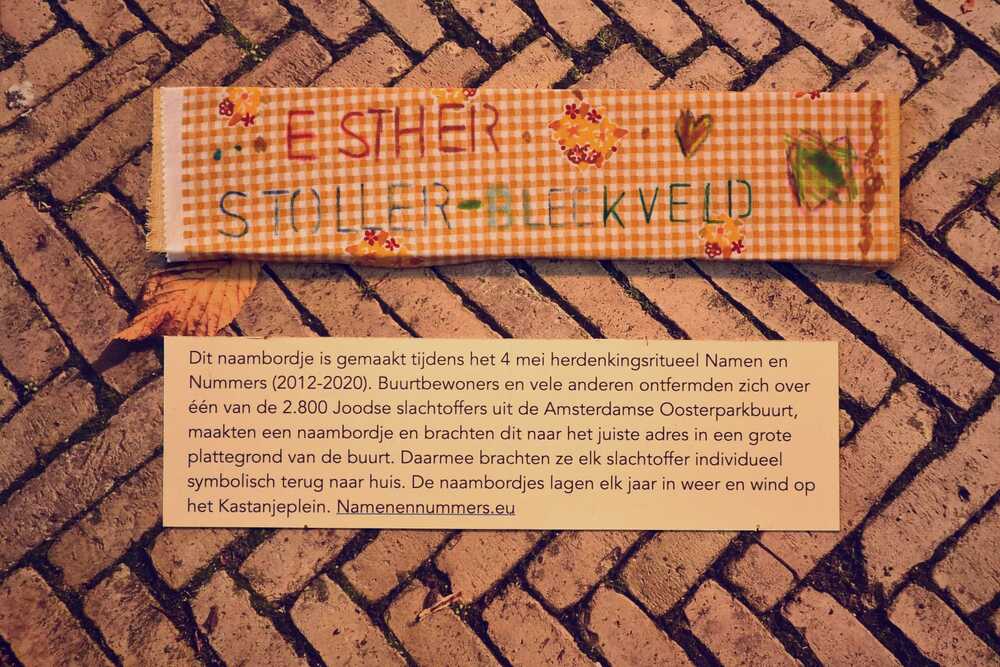 ESTHER
STOLLER-BLEEKVELD
Dit naambordje is gemaakt tijdens het 4 mei herdenkingsritueel Namen en
Nummers (2012-2020). Buurtbewoners en vele anderen ontfermden zich over
één van de 2.800 Joodse slachtoffers uit de Amsterdamse Oosterparkbuurt,
maakten een naambordje en brachten dit naar het juiste adres in een grote
plattegrond van de buurt. Daarmee brachten ze elk slachtoffer individueel
symbolisch terug naar huis. De naambordjes lagen elk jaar in weer en wind op
het Kastanjeplein. Namenennummers.eu